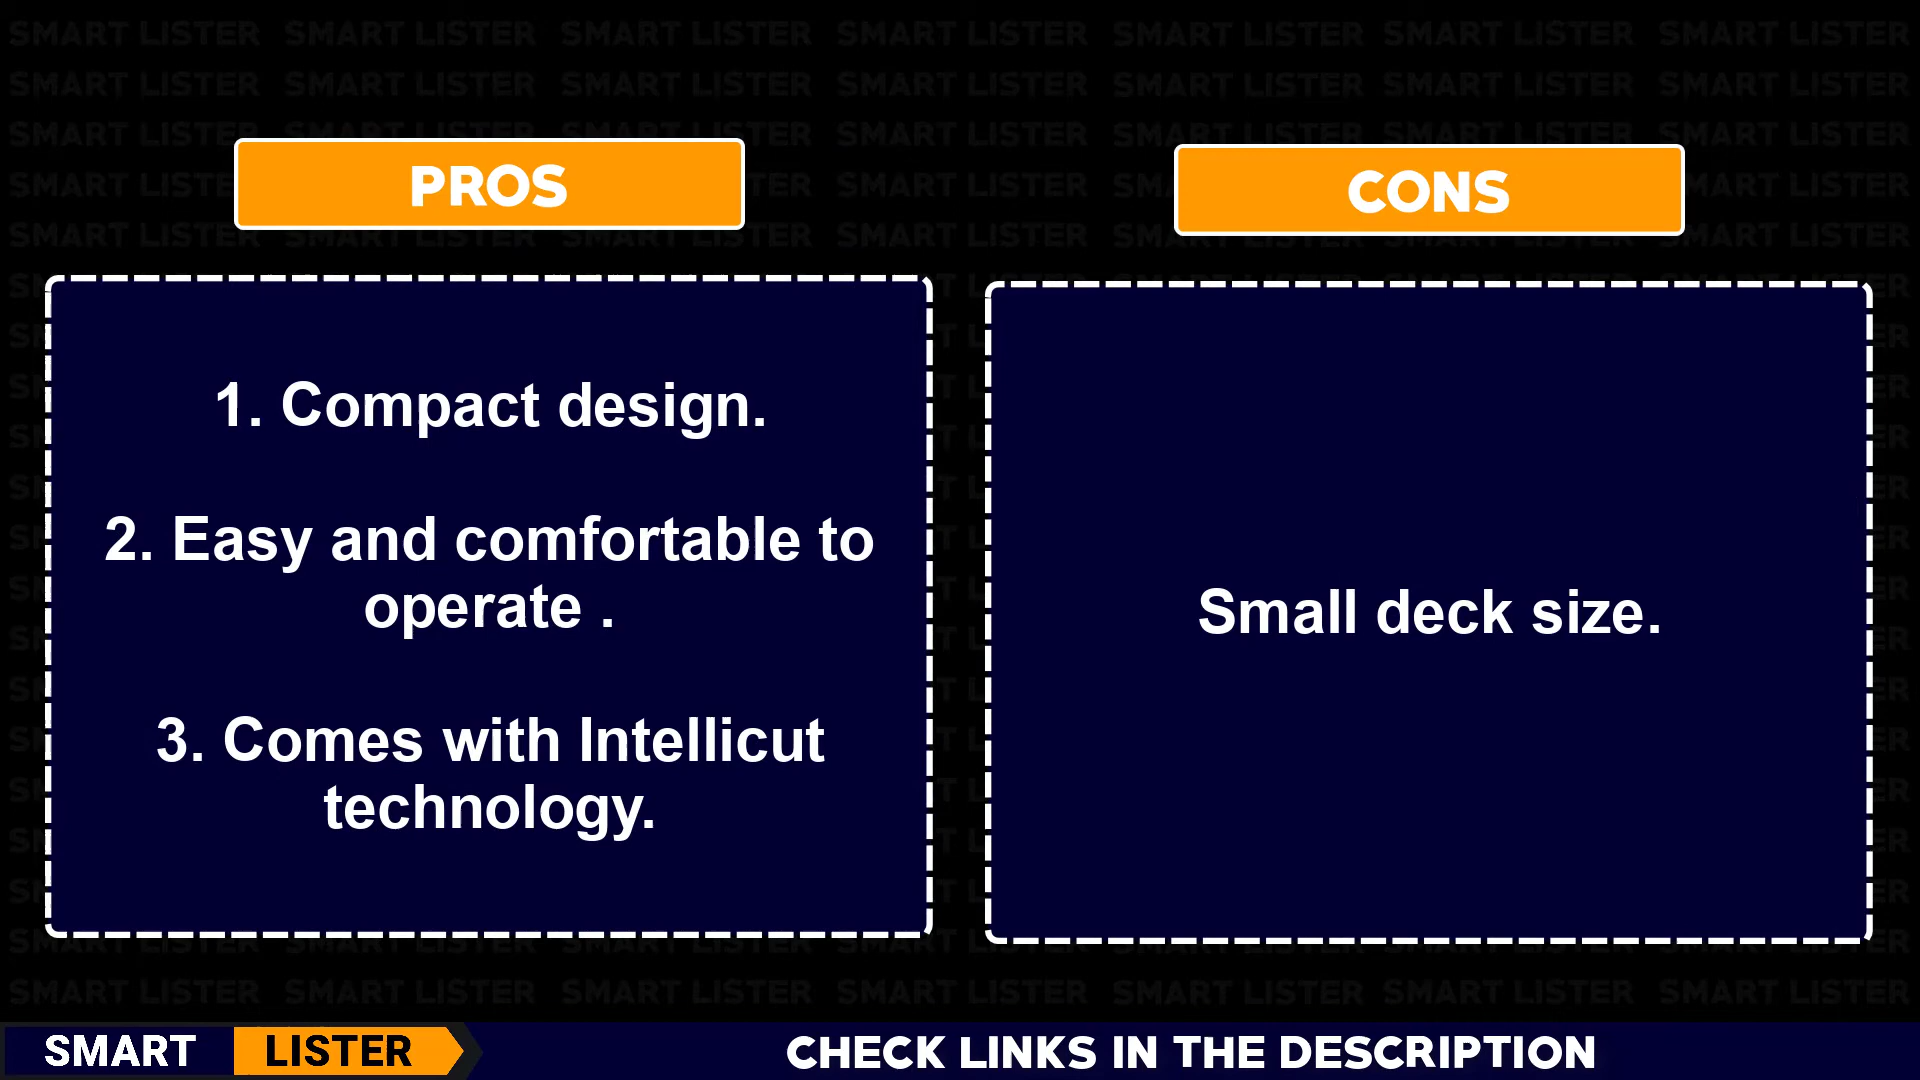 PROS
1. Compact design.
2. Easy and comfortable to
operate .
3. Comes with Intellicut
technology.
CONS
Small deck size.
SMART LISTER
CHECK LINKS IN THE DESCRIPTION